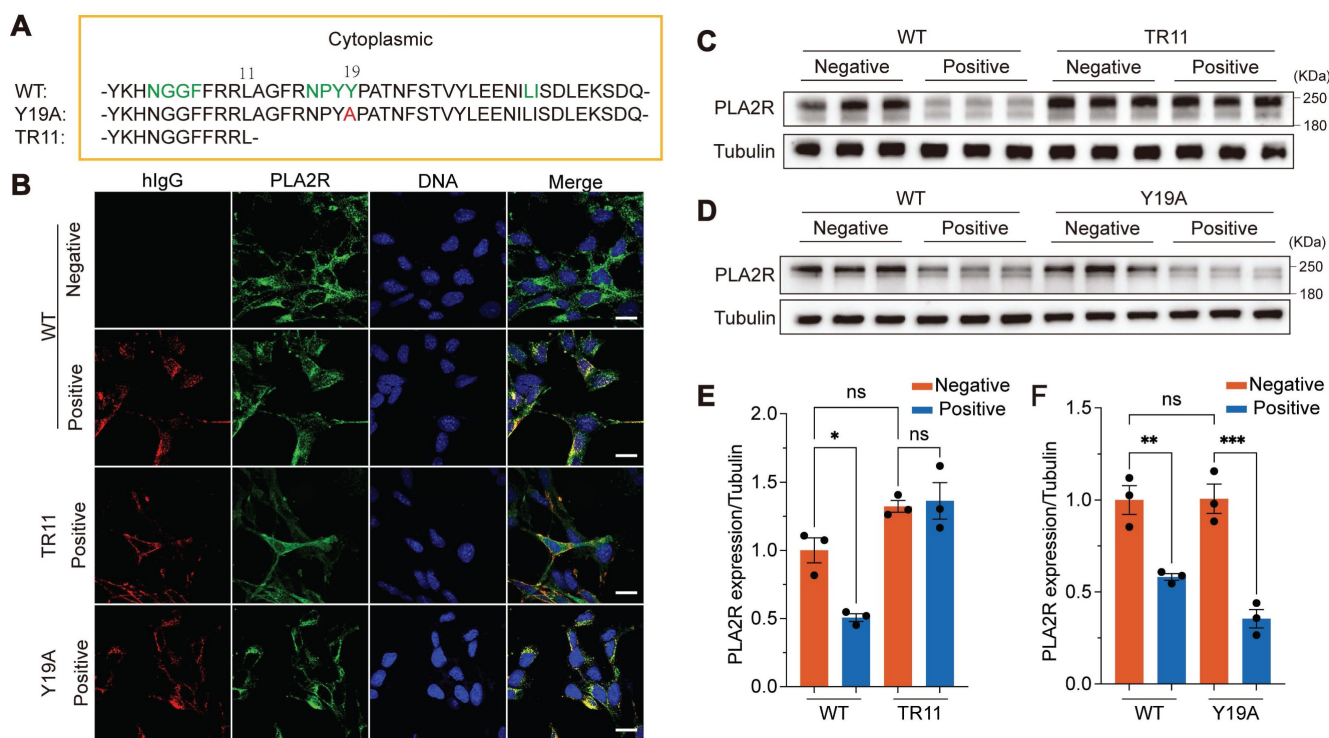 A
Cytoplasmic
11 19
WT: -YKHNGGFFRRLAGFRNPYYPATNFSTVYLEENILISDLEKSDQ-
Y19A: -YKHNGGFFRRLAGFRNPYAPATNFSTVYLEENILISDLEKSDQ-
TR11: -YKHNGGFFRRL-
B
hIgG PLA2R DNA Merge
WT
Negative
Positive
TR11
Positive
Y19A
Positive
C
WT TR11
Negative Positive Negative Positive
(KDa)
PLA2R
250
180
Tubulin
D
WT Y19A
Negative Positive Negative Positive
(KDa)
PLA2R
250
180
Tubulin
E
Negative
Positive
PLA2R expression/Tubulin
2.0
1.5
1.0
0.5
0.0
ns
*
ns
WT TR11
F
Negative
Positive
PLA2R expression/Tubulin
1.5
1.0
0.5
0.0
ns
**
***
WT Y19A